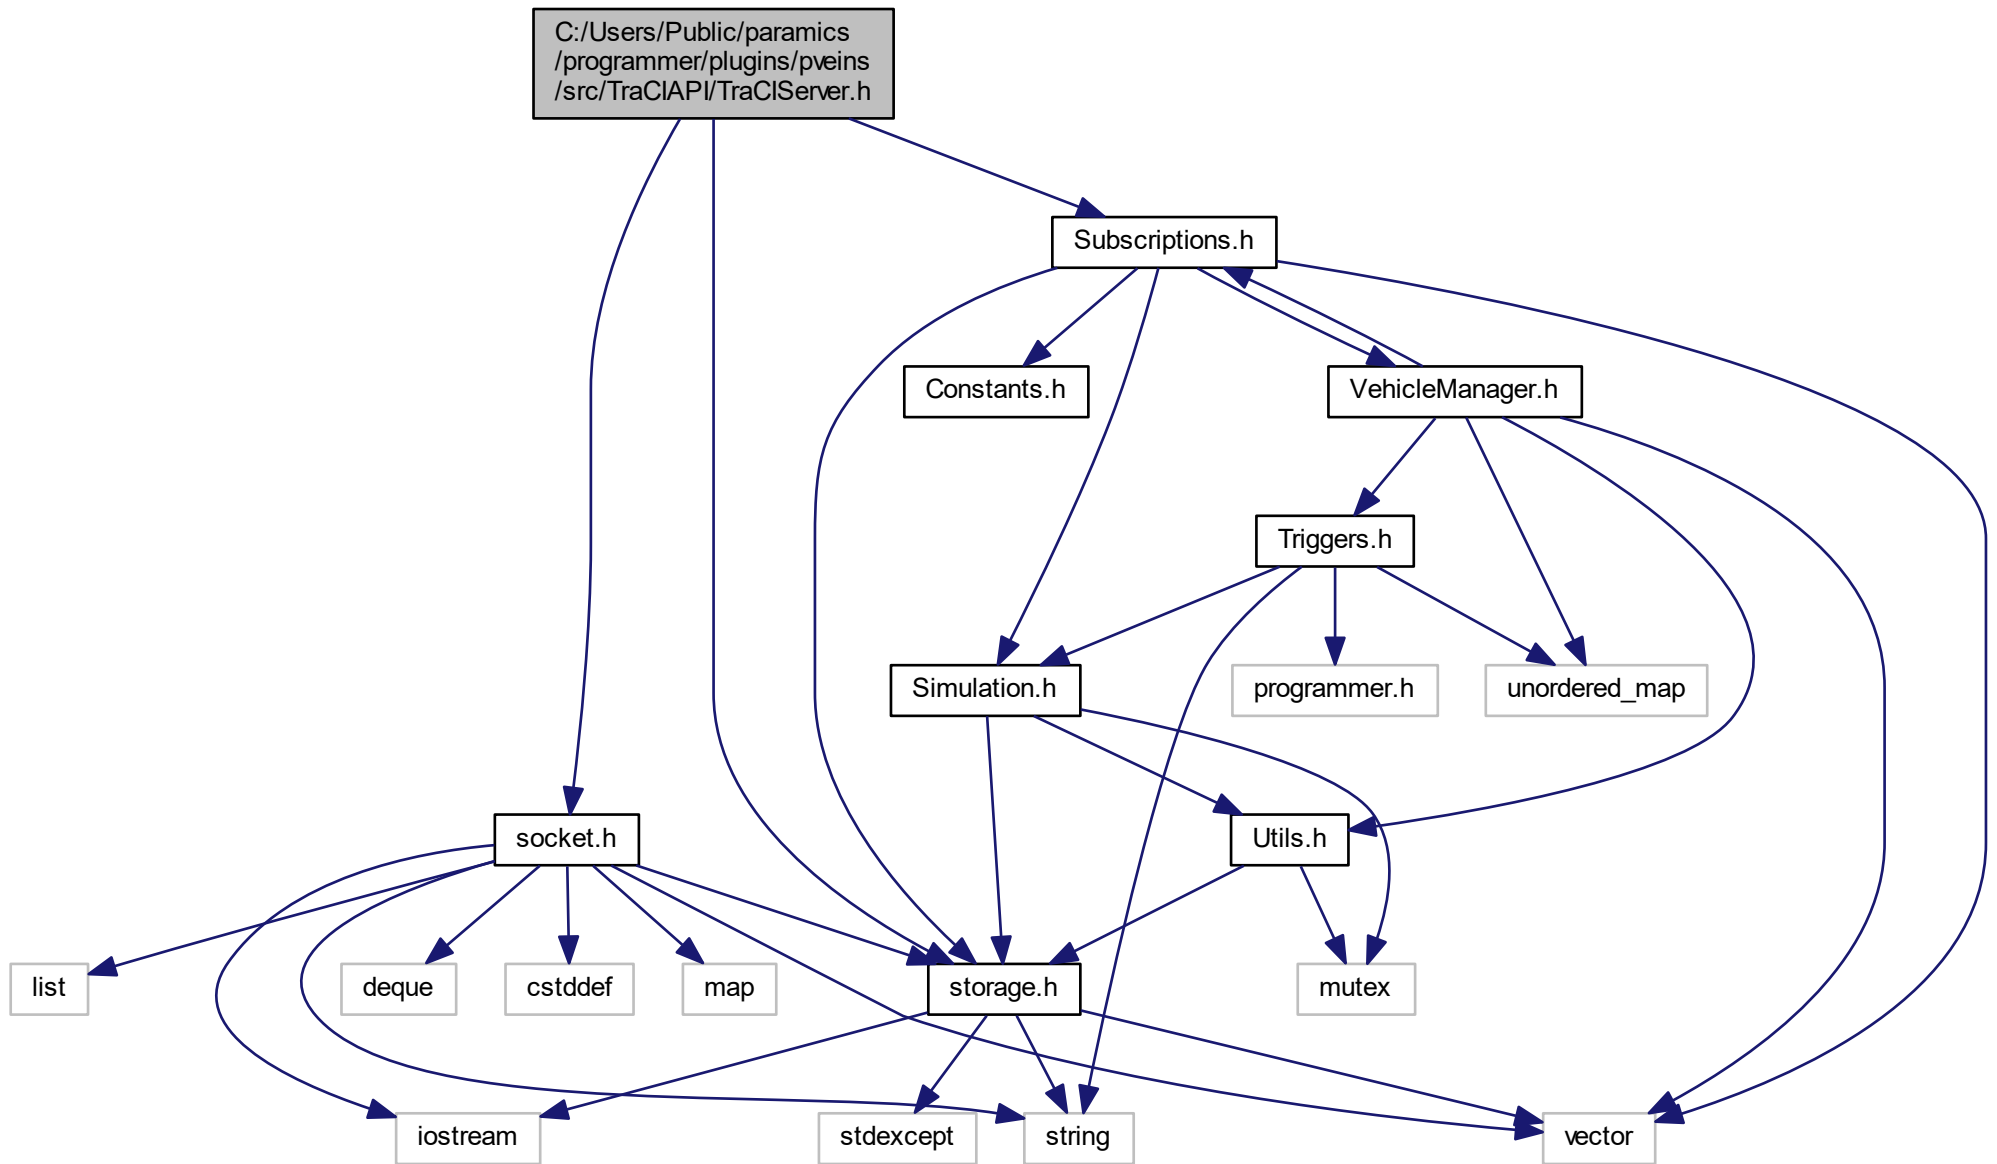 C:/Users/Public/paramics
/programmer/plugins/pveins
/src/TraCIAPI/TraCIServer.h
Subscriptions.h
Constants.h
VehicleManager.h
Triggers.h
Simulation.h
programmer.h
unordered_map
socket.h
Utils.h
list
deque
cstddef
map
storage.h
mutex
iostream
stdexcept
string
vector